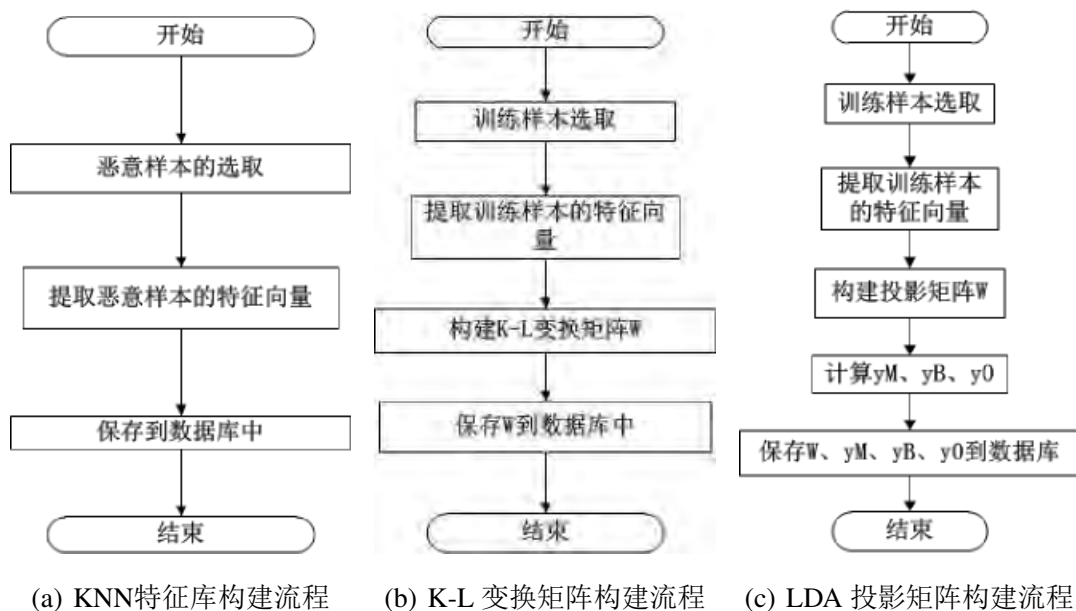 开始
恶意样本的选取
提取恶意样本的特征向量
保存到数据库中
结束
(a) KNN特征库构建流程
开始
训练样本选取
提取训练样本的特征向
量
构建K-L变换矩阵W
保存W到数据库中
结束
(b) K-L 变换矩阵构建流程
开始
训练样本选取
提取训练样本
的特征向量
构建投影矩阵W
计算yM、yB、y0
保存W、yM、yB、y0到数据库
结束
(c) LDA 投影矩阵构建流程